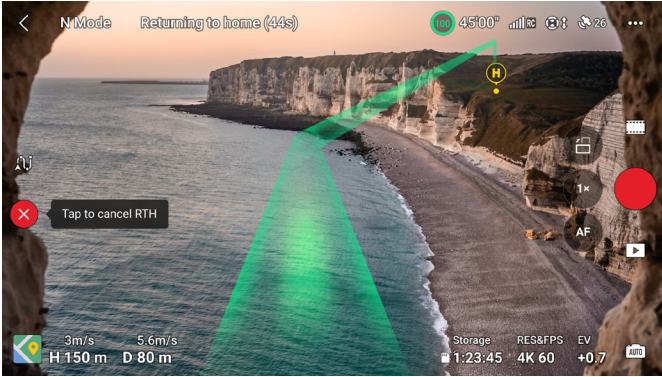 N Mode Returning to home (44s) 100 45'00" RC 26
H
1×
Tap to cancel RTH
AF
3m/s 5.6m/s Storage RES&FPS EV
H 150 m D 80 m 1:23:45 4K 60 +0.7 AUTO